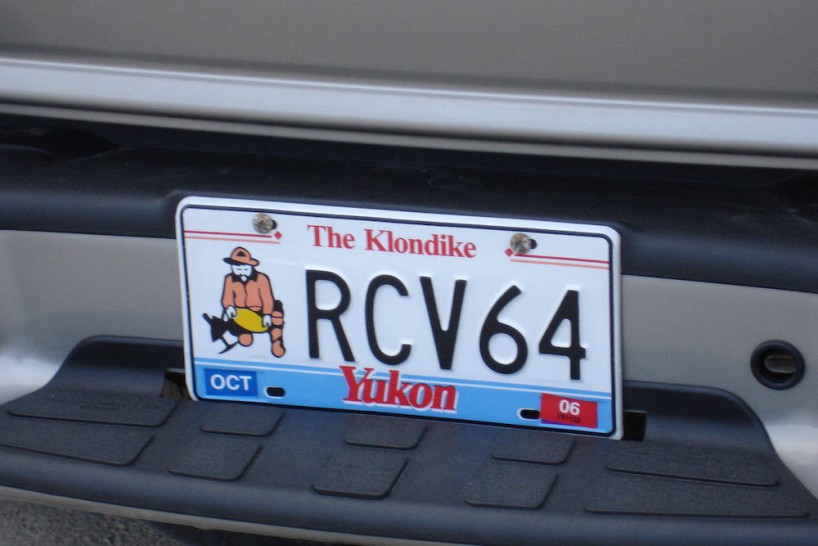 The Klondike
RCV64
OCT
Yukon
06